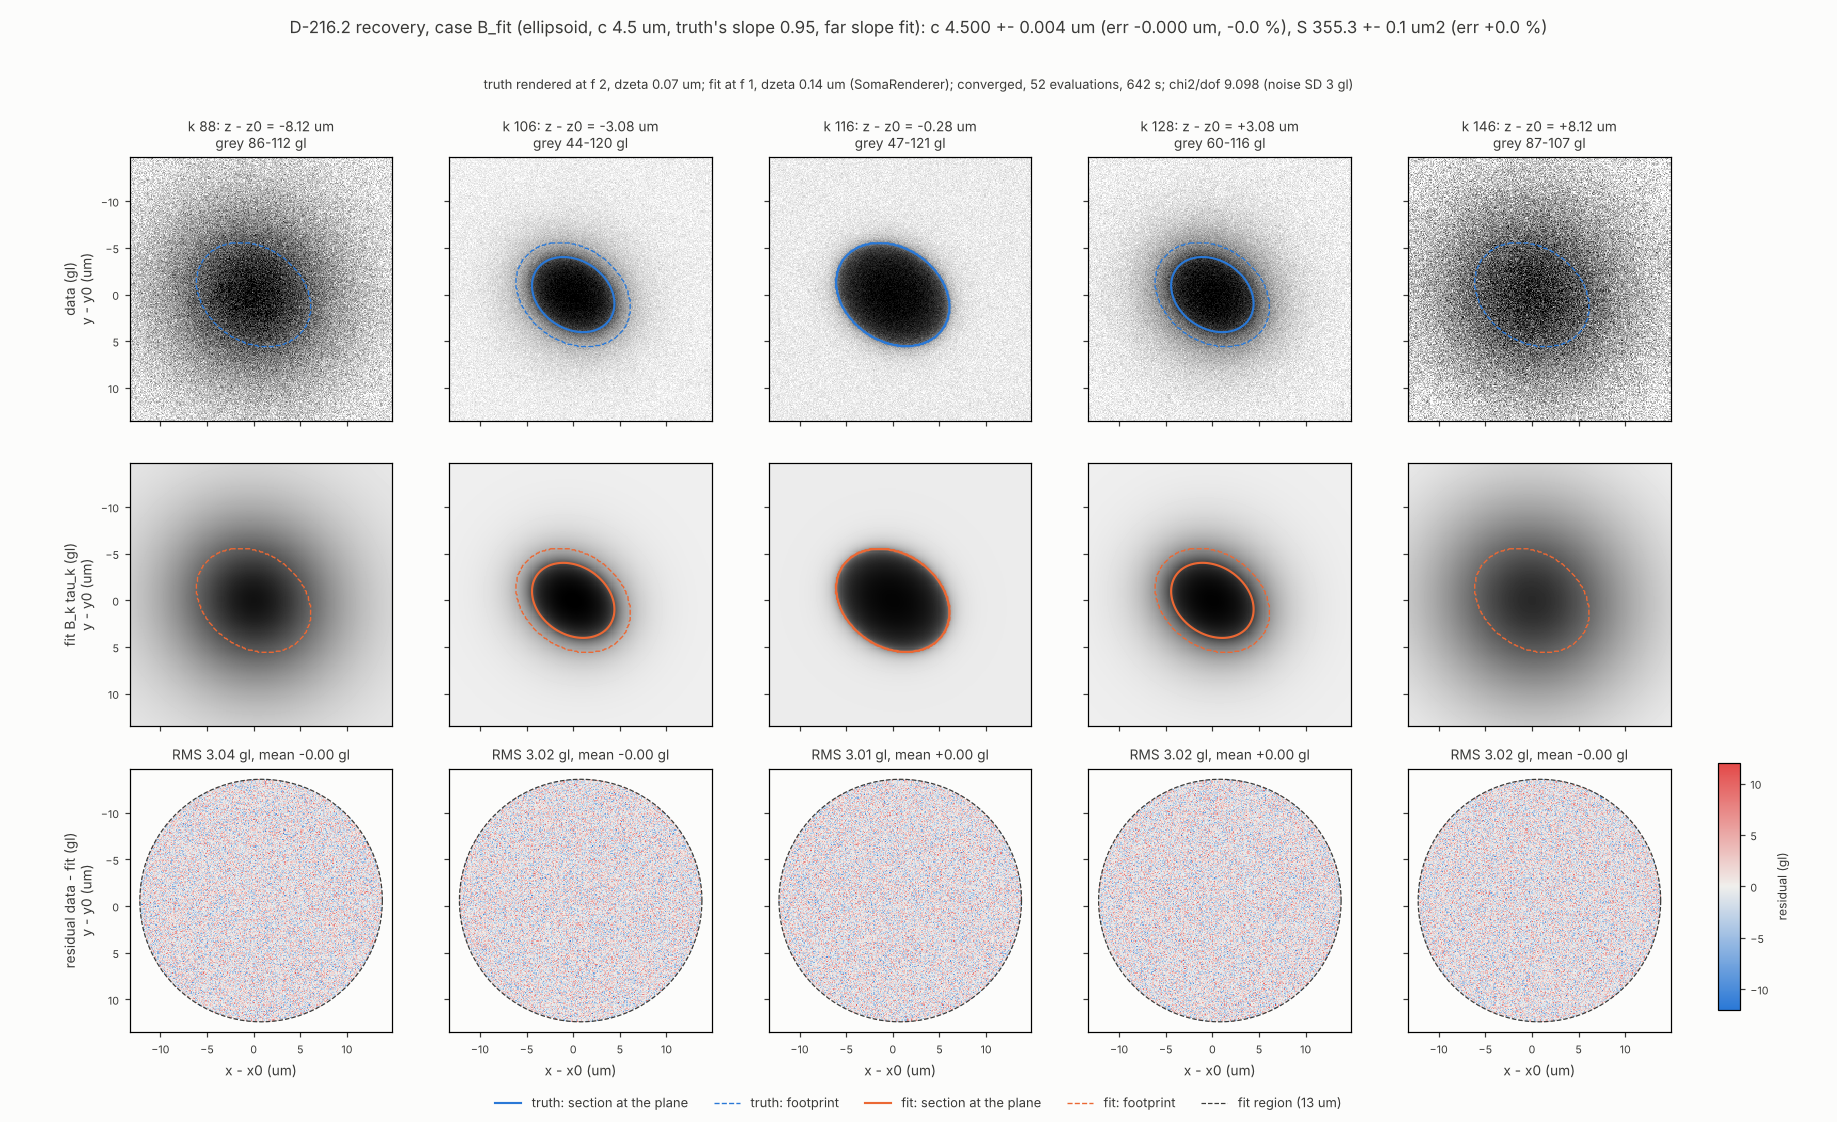 D-216.2 recovery, case B_fit (ellipsoid, c 4.5 um, truth's slope 0.95, far slope fit): c 4.500 +- 0.004 um (err -0.000 um, -0.0 %), S 355.3 +- 0.1 um2 (err +0.0 %)
truth rendered at f 2, dzeta 0.07 um; fit at f 1, dzeta 0.14 um (SomaRenderer); converged, 52 evaluations, 642 s; chi2/dof 9.098 (noise SD 3 gl)
k 88: z - z0 = -8.12 um
grey 86-112 gl
k 106: z - z0 = -3.08 um
grey 44-120 gl
k 116: z - z0 = -0.28 um
grey 47-121 gl
k 128: z - z0 = +3.08 um
grey 60-116 gl
k 146: z - z0 = +8.12 um
grey 87-107 gl
data (gl)
y - y0 (um)
−10
−5
0
5
10
fit B_k tau_k (gl)
y - y0 (um)
−10
−5
0
5
10
RMS 3.04 gl, mean -0.00 gl
RMS 3.02 gl, mean -0.00 gl
RMS 3.01 gl, mean +0.00 gl
RMS 3.02 gl, mean +0.00 gl
RMS 3.02 gl, mean -0.00 gl
residual data - fit (gl)
y - y0 (um)
−10
−5
0
5
10
−10 −5 0 5 10
−10 −5 0 5 10
−10 −5 0 5 10
−10 −5 0 5 10
−10 −5 0 5 10
x - x0 (um)
x - x0 (um)
x - x0 (um)
x - x0 (um)
x - x0 (um)
10
5
0
−5
−10
residual (gl)
truth: section at the plane
truth: footprint
fit: section at the plane
fit: footprint
fit region (13 um)